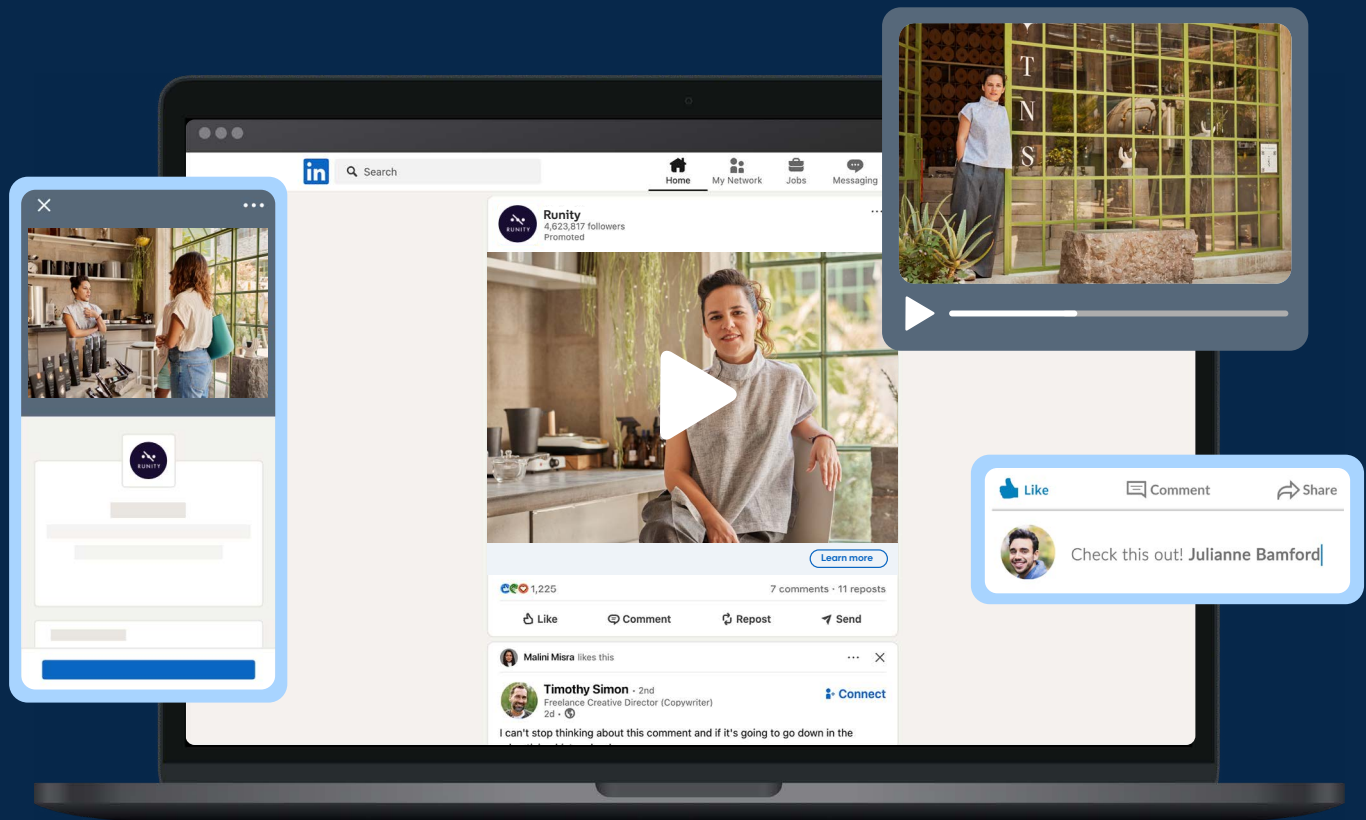 T
N
S
in
Search
Home
My Network
Jobs
Messaging
Runity
4,623,817 followers
Promoted
RUNITY
RUNITY
Learn more
1,225
7 comments · 11 reposts
Like
Comment
Repost
Send
Malini Misra likes this
Timothy Simon · 2nd
Freelance Creative Director (Copywriter)
2d ·
Connect
I can't stop thinking about this comment and if it's going to go down in the
Like
Comment
Share
Check this out! Julianne Bamford